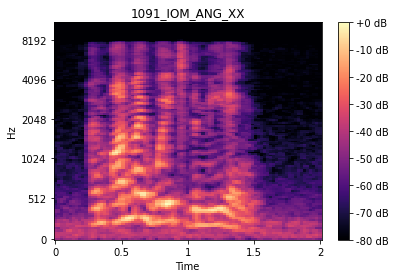 1091_IOM_ANG_XX
+0 dB
8192
-10 dB
4096
-20 dB
-30 dB
2048
Hz
-40 dB
1024
-50 dB
512
-60 dB
-70 dB
0
-80 dB
0 0.5 1 1.5 2
Time